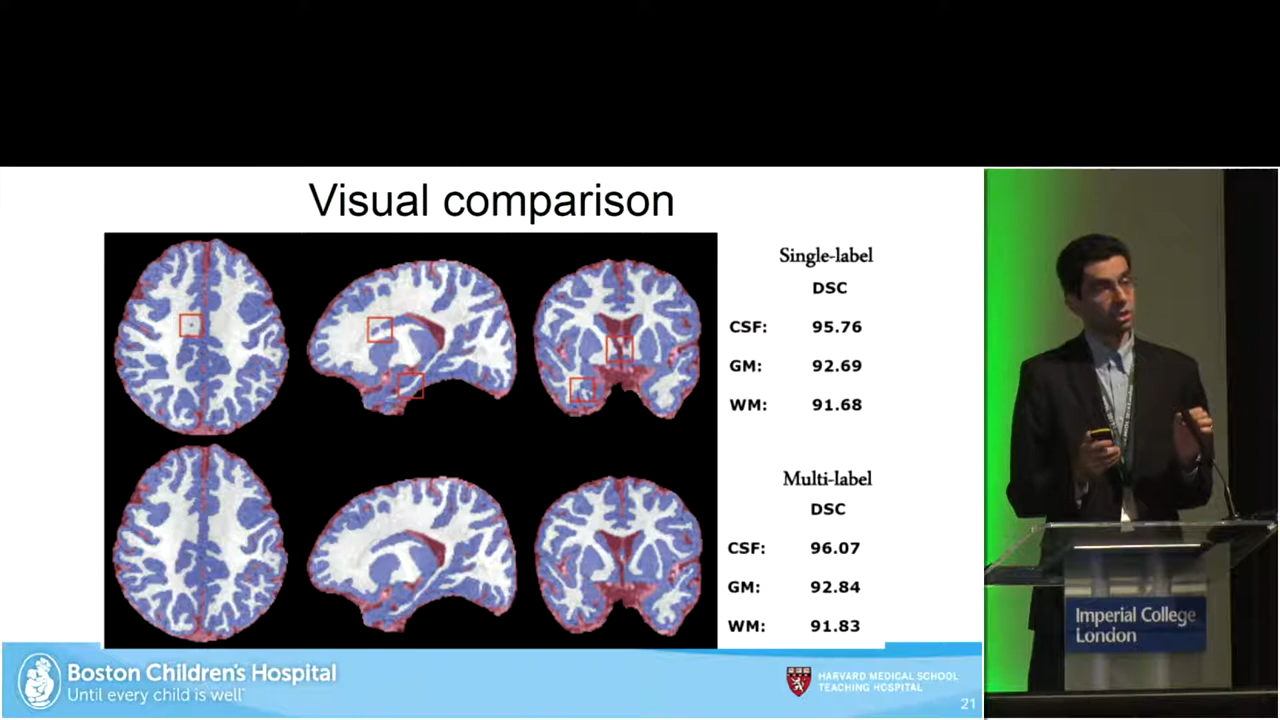 Visual comparison
Single-label
DSC
CSF: 95.76
GM: 92.69
WM: 91.68
Multi-label
DSC
CSF: 96.07
GM: 92.84
WM: 91.83
Boston Children's Hospital
Until every child is well
HARVARD MEDICAL SCHOOL
TEACHING HOSPITAL
21
Imperial College
London